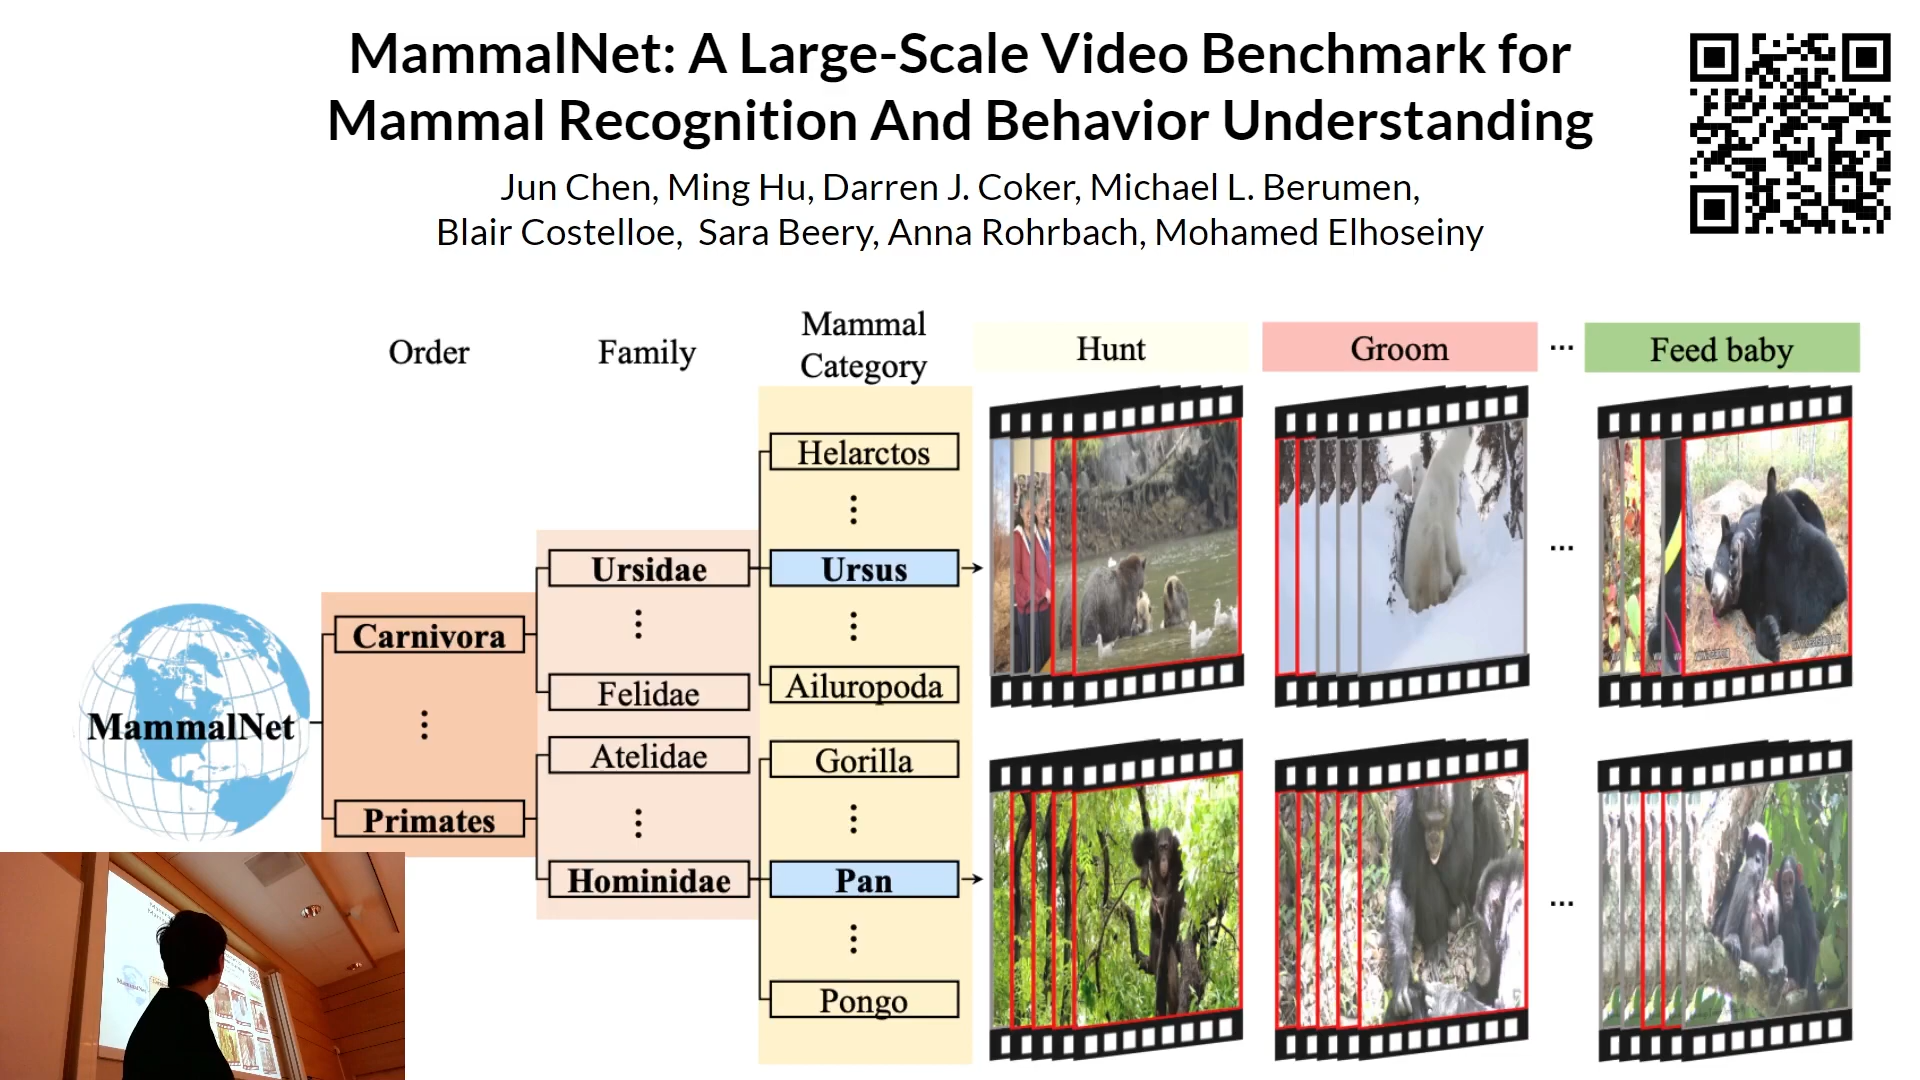 MammalNet: A Large-Scale Video Benchmark for
Mammal Recognition And Behavior Understanding
Jun Chen, Ming Hu, Darren J. Coker, Michael L. Berumen,
Blair Costelloe, Sara Beery, Anna Rohrbach, Mohamed Elhoseiny
Order
Family
Mammal
Category
Hunt
Groom
...
Feed baby
Helarctos
Ursidae
Ursus
...
Carnivora
Felidae
Ailuropoda
MammalNet
Atelidae
Gorilla
Primates
Hominidae
Pan
...
Pongo